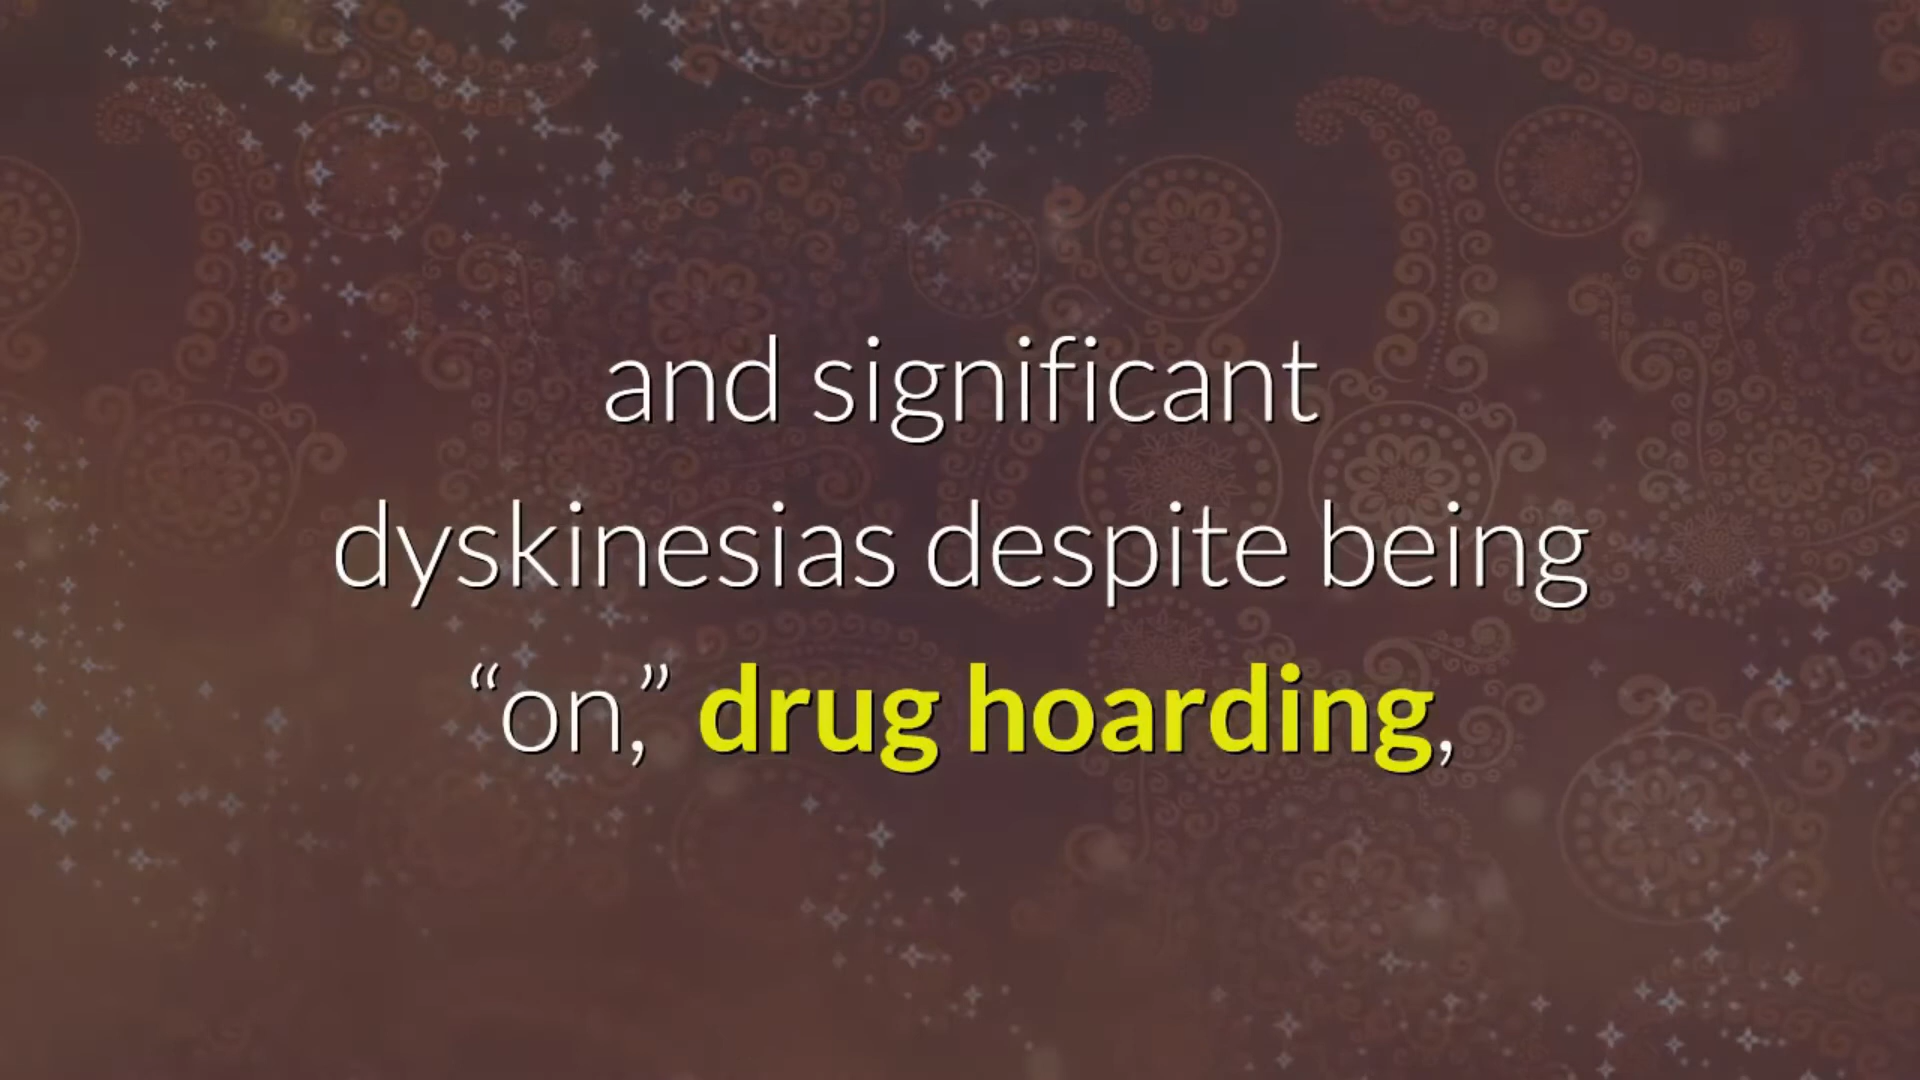 and significant
dyskinesias despite being
“on,” drug hoarding,